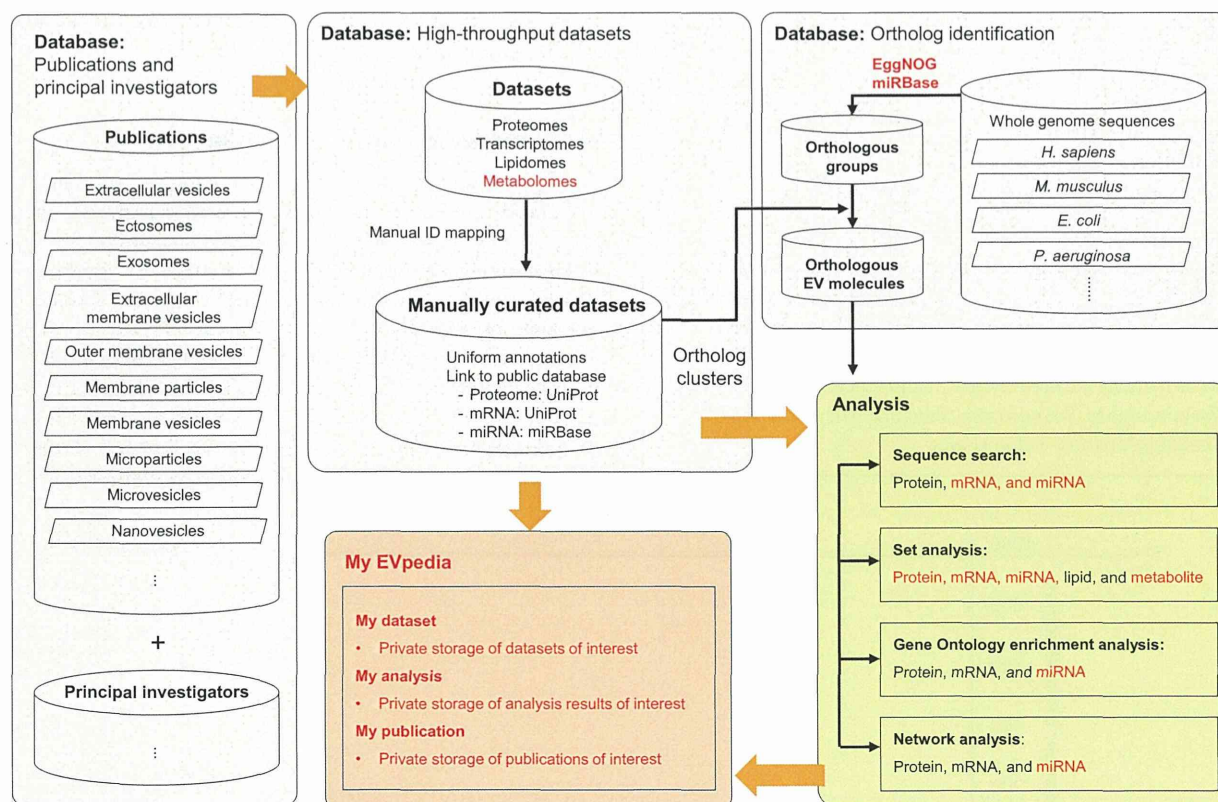 Database:
Publications and
principal investigators
Publications
Extracellular vesicles
Ectosomes
Exosomes
Extracellular
membrane vesicles
Outer membrane vesicles
Membrane particles
Membrane vesicles
Microparticles
Microvesicles
Nanovesicles
...
+
Principal investigators
...
Database: High-throughput datasets
Datasets
Proteomes
Transcriptomes
Lipidomes
Metabolomes
Manual ID mapping
Manually curated datasets
Uniform annotations
Link to public database
- Proteome: UniProt
- mRNA: UniProt
- miRNA: miRBase
Ortholog
clusters
Database: Ortholog identification
EggNOG
miRBase
Orthologous
groups
Orthologous
EV molecules
Whole genome sequences
H. sapiens
M. musculus
E. coli
P. aeruginosa
.....
My EVpedia
My dataset
• Private storage of datasets of interest
My analysis
• Private storage of analysis results of interest
My publication
• Private storage of publications of interest
Analysis
Sequence search:
Protein, mRNA, and miRNA
Set analysis:
Protein, mRNA, miRNA, lipid, and metabolite
Gene Ontology enrichment analysis:
Protein, mRNA, and miRNA
Network analysis:
Protein, mRNA, and miRNA